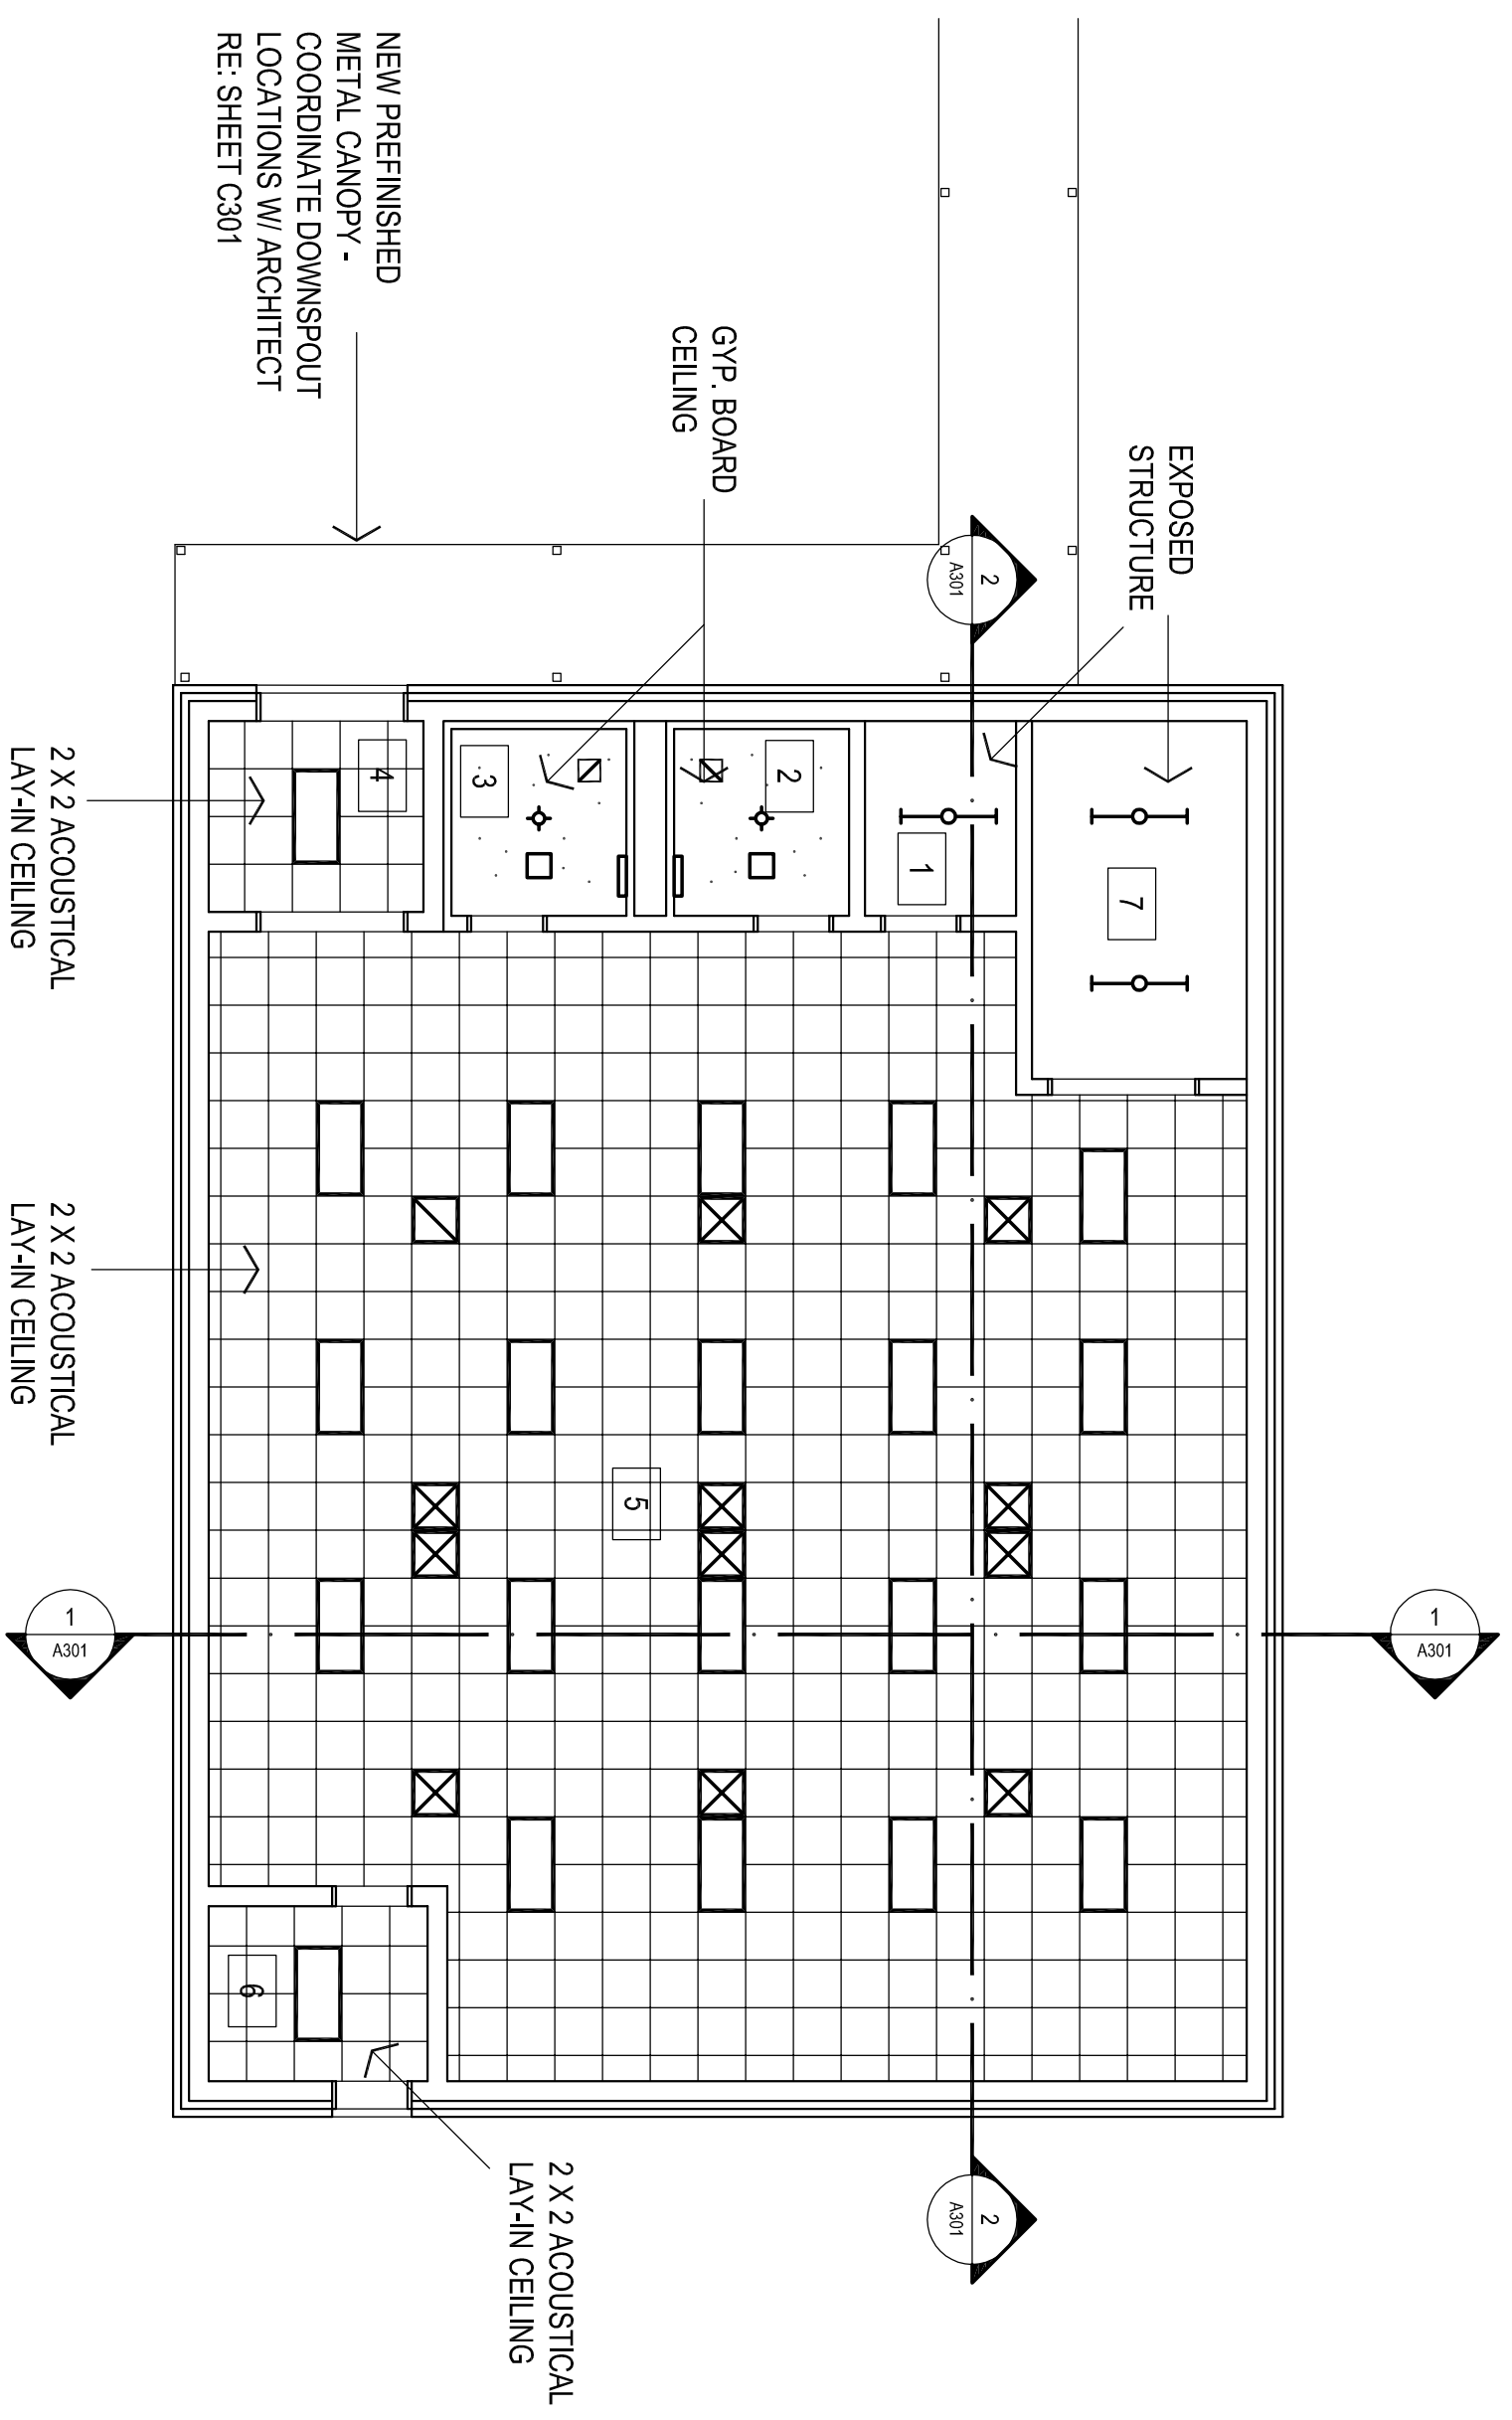 NEW PREFINISHED
METAL CANOPY -
COORDINATE DOWNSPOUT
LOCATIONS W/ ARCHITECT
RE: SHEET C301
GYP. BOARD
CEILING
EXPOSED
STRUCTURE
2
A301
7
1
2
3
4
2 X 2 ACOUSTICAL
LAY-IN CEILING
2 X 2 ACOUSTICAL
LAY-IN CEILING
5
1
A301
1
A301
6
2 X 2 ACOUSTICAL
LAY-IN CEILING
2
A301